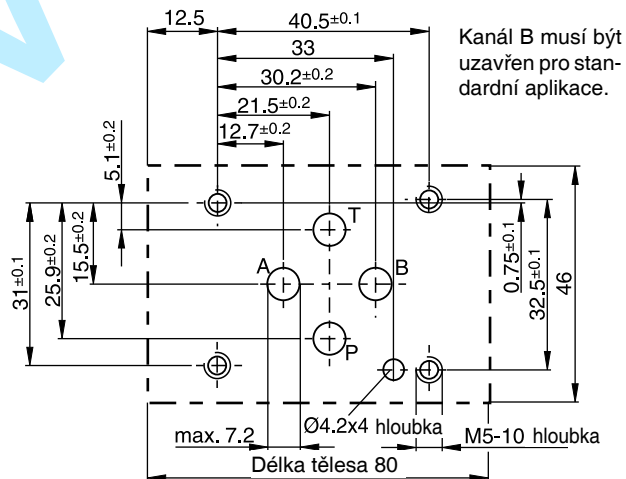 12.5
40.5±0.1
33
30.2±0.2
21.5±0.2
12.7±0.2
Kanál B musí být
uzavřen pro stan-
dardní aplikace.
5.1±0.2
15.5±0.2
25.9±0.2
31±0.1
T
A
B
P
0.75±0.1
32.5±0.1
46
max. 7.2
Ø4.2x4 hloubka
M5-10 hloubka
Délka tělesa 80